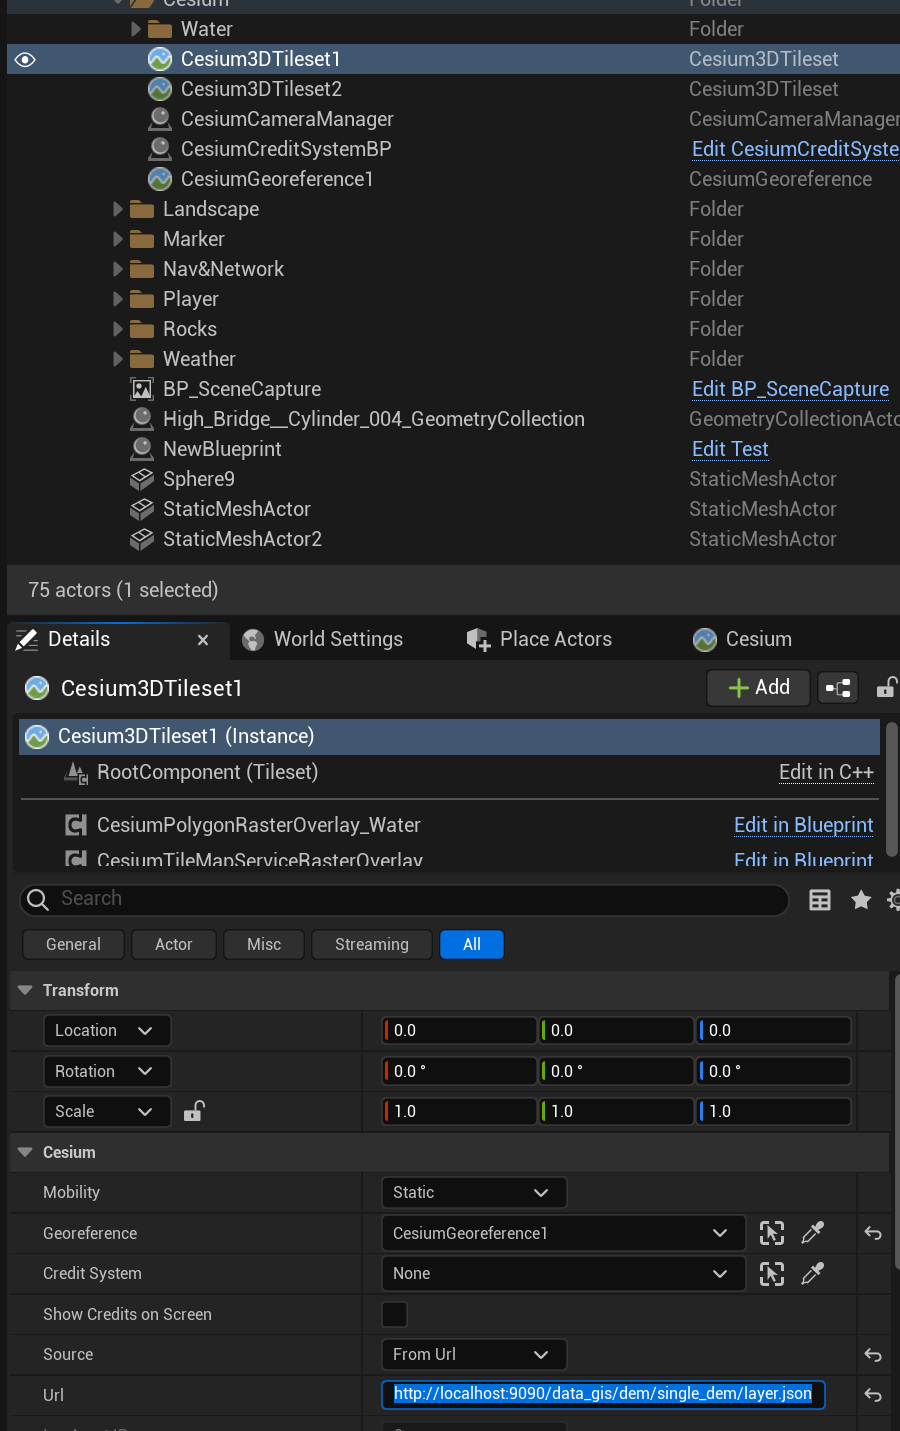 Cesium Folder
Water Folder
Cesium3DTileset1 Cesium3DTileset
Cesium3DTileset2 Cesium3DTileset
CesiumCameraManager CesiumCameraManager
CesiumCreditSystemBP Edit CesiumCreditSyste
CesiumGeoreference1 CesiumGeoreference
Landscape Folder
Marker Folder
Nav&Network Folder
Player Folder
Rocks Folder
Weather Folder
BP_SceneCapture Edit BP_SceneCapture
High_Bridge__Cylinder_004_GeometryCollection GeometryCollectionActo
NewBlueprint Edit Test
Sphere9 StaticMeshActor
StaticMeshActor StaticMeshActor
StaticMeshActor2 StaticMeshActor
75 actors (1 selected)
Details × World Settings Place Actors Cesium
Cesium3DTileset1 Add
Cesium3DTileset1 (Instance)
RootComponent (Tileset) Edit in C++
CesiumPolygonRasterOverlay_Water Edit in Blueprint
CesiumTileMapServiceRasterOverlay Edit in Blueprint
Search
General Actor Misc Streaming All
Transform
Location 0.0 0.0 0.0
Rotation 0.0 ° 0.0 ° 0.0 °
Scale 1.0 1.0 1.0
Cesium
Mobility Static
Georeference CesiumGeoreference1
Credit System None
Show Credits on Screen
Source From Url
Url http://localhost:9090/data_gis/dem/single_dem/layer.json